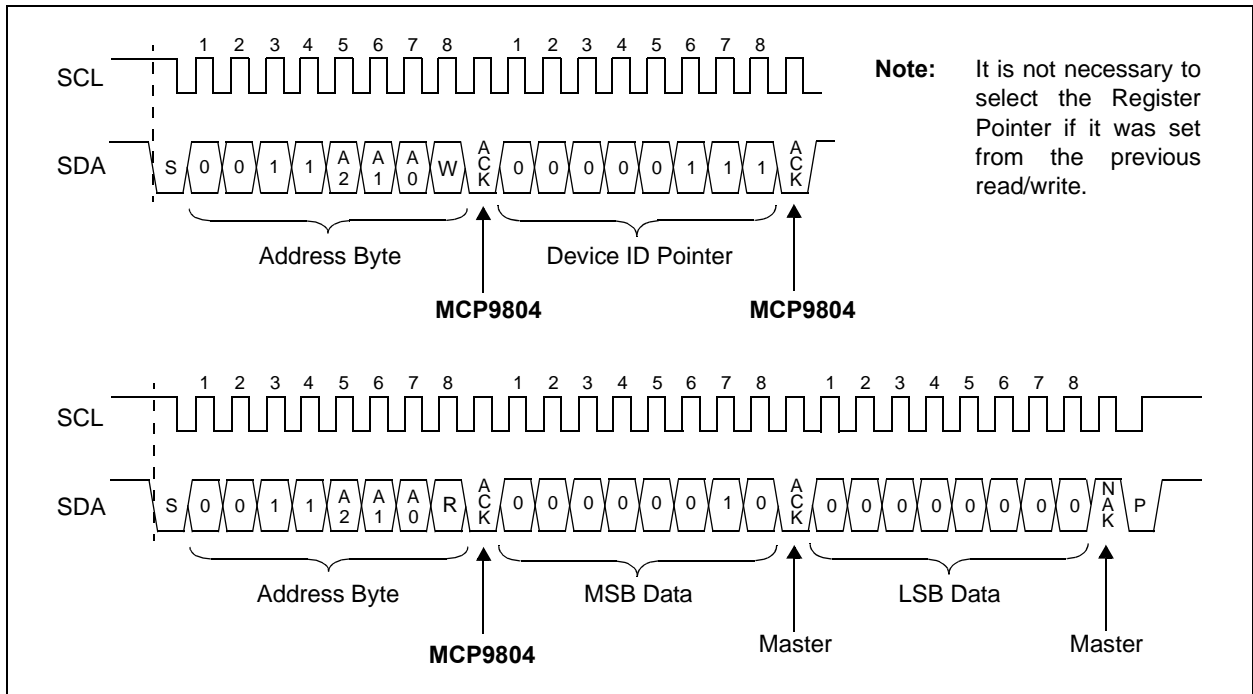 1 2 3 4 5 6 7 8 1 2 3 4 5 6 7 8
SCL
SDA S 0 0 1 1 A2 A1 A0 W ACK 0 0 0 0 0 1 1 1 ACK
Address Byte Device ID Pointer
MCP9804 MCP9804
Note: It is not necessary to
select the Register
Pointer if it was set
from the previous
read/write.
1 2 3 4 5 6 7 8 1 2 3 4 5 6 7 8 1 2 3 4 5 6 7 8
SCL
SDA S 0 0 1 1 A2 A1 A0 R ACK 0 0 0 0 0 0 1 0 ACK 0 0 0 0 0 0 0 0 NAK P
Address Byte MSB Data LSB Data
MCP9804 Master Master